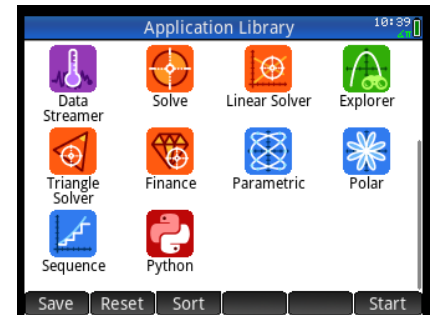 Application Library
10:39
∡π
Data
Streamer
Solve
Linear Solver
Explorer
Triangle
Solver
Finance
Parametric
Polar
Sequence
Python
Save Reset Sort Start